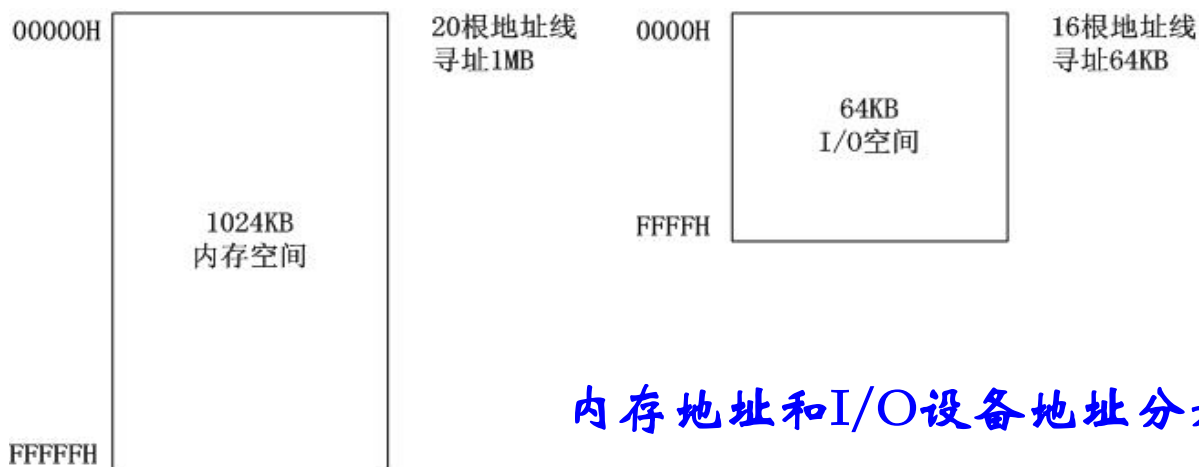 00000H
20根地址线
寻址1MB
1024KB
内存空间
FFFFFH
0000H
16根地址线
寻址64KB
64KB
I/O空间
FFFFH
内存地址和I/O设备地址分